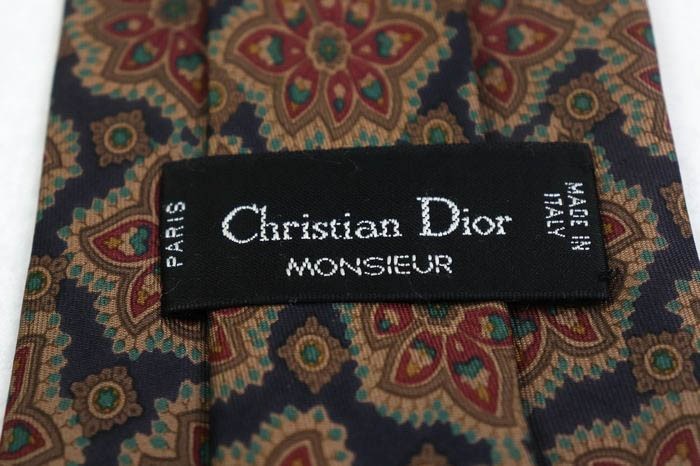 PARIS
Christian Dior
MONSIEUR
MADE IN
ITALY